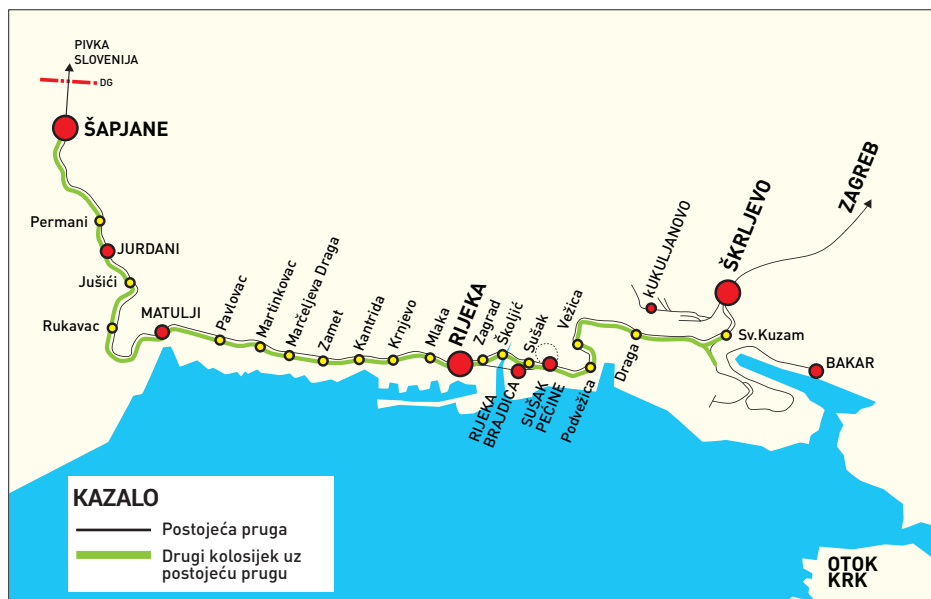 PIVKA
SLOVENIJA
DG
ŠAPJANE
Permani
JURDANI
Jušići
Rukavac
MATULJI
Pavlovac
Martinkovac
Marčeljeva Draga
Zamet
Kantrida
Krnjevo
Mlaka
RIJEKA
Zagrad
Školjić
Sušak
RIJEKA
BRAJDICA
SUŠAK
PEĆINE
Vežica
Podvežica
Draga
kUKULJANOVO
ŠKRLJEVO
ZAGREB
Sv.Kuzam
BAKAR
KAZALO
Postojeća pruga
Drugi kolosijek uz
postojeću prugu
OTOK
KRK